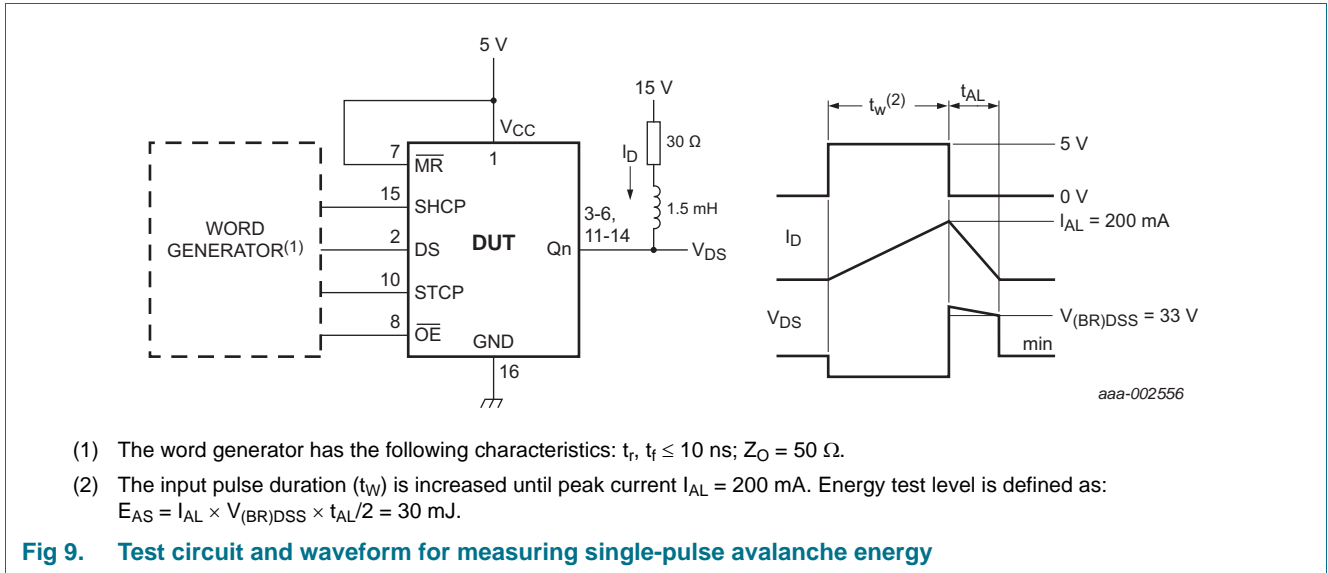 5 V
15 V
VCC
7
MR
1
30 Ω
ID
15
SHCP
1.5 mH
WORD
GENERATOR(1)
2
DS
DUT
3-6,
11-14
Qn
VDS
10
STCP
8
OE
GND
16
tw(2)
tAL
5 V
0 V
IAL = 200 mA
ID
VDS
V(BR)DSS = 33 V
min
aaa-002556
(1) The word generator has the following characteristics: tr, tf ≤ 10 ns; ZO = 50 Ω.
(2) The input pulse duration (tW) is increased until peak current IAL = 200 mA. Energy test level is defined as:
EAS = IAL × V(BR)DSS × tAL/2 = 30 mJ.
Fig 9. Test circuit and waveform for measuring single-pulse avalanche energy